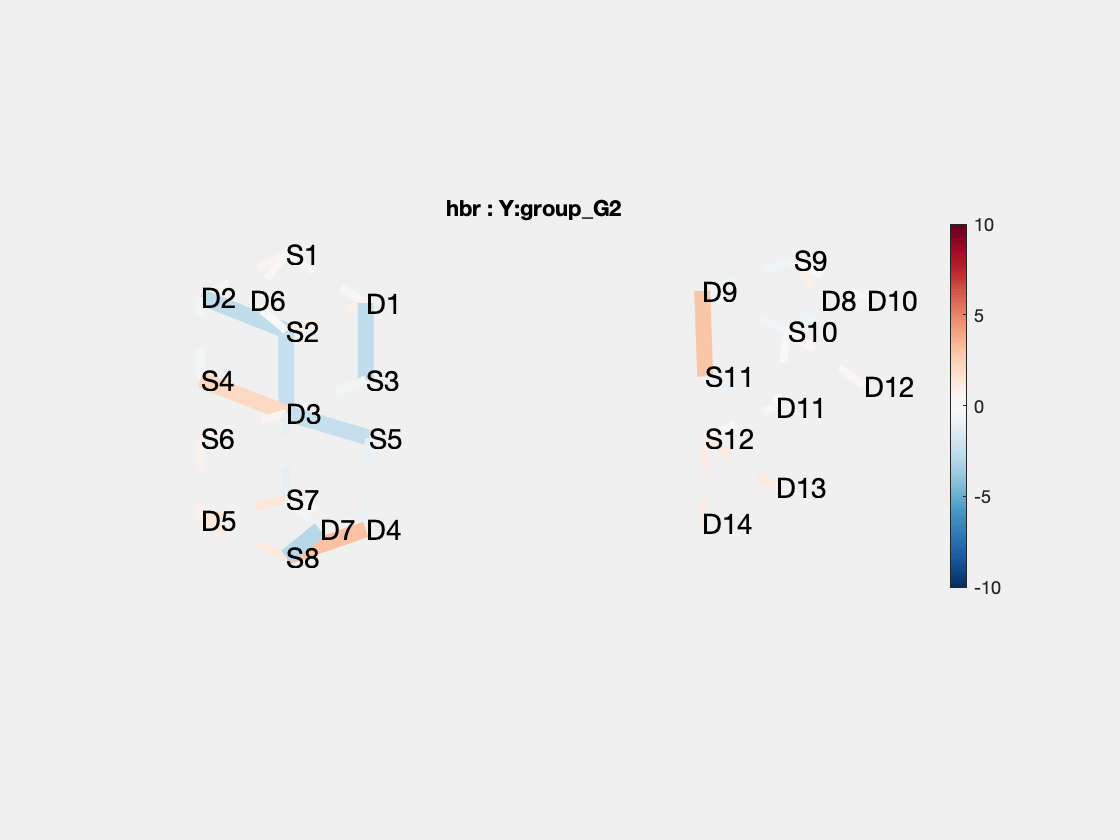 hbr : Y:group_G2
S1
D2
D6
D1
S2
S4
S3
D3
S6
S5
S7
D5
D7
D4
S8
S9
D9
D8
D10
S10
S11
D12
D11
S12
D13
D14
10
5
0
-5
-10